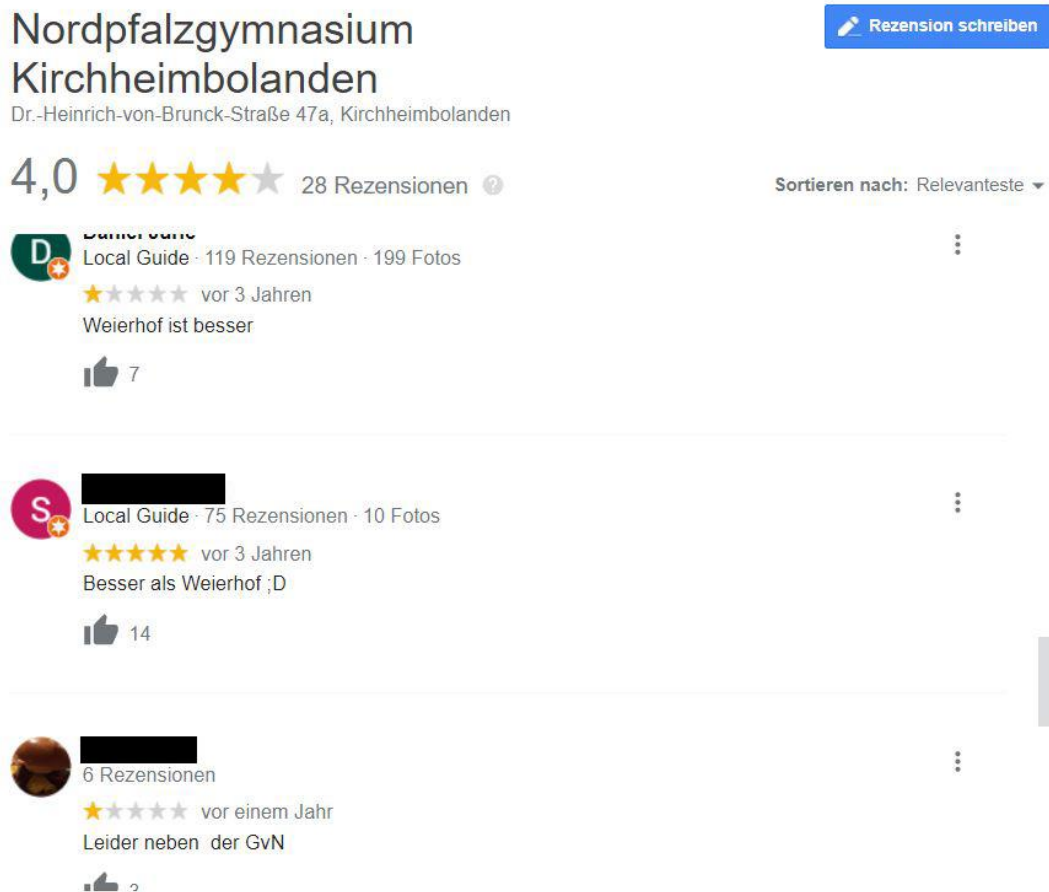 Nordpfalzgymnasium
Kirchheimbolanden
Dr.-Heinrich-von-Brunck-Straße 47a, Kirchheimbolanden
Rezension schreiben
4,0 28 Rezensionen ?
Sortieren nach: Relevanteste
D
Local Guide · 119 Rezensionen · 199 Fotos
vor 3 Jahren
Weierhof ist besser
7
S
Local Guide · 75 Rezensionen · 10 Fotos
vor 3 Jahren
Besser als Weierhof ;D
14
6 Rezensionen
vor einem Jahr
Leider neben der GvN